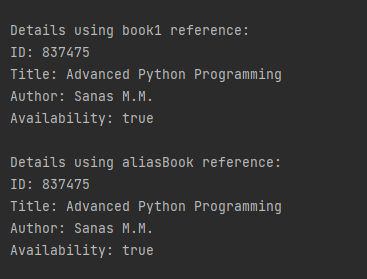 Details using book1 reference:
ID: 837475
Title: Advanced Python Programming
Author: Sanas M.M.
Availability: true
Details using aliasBook reference:
ID: 837475
Title: Advanced Python Programming
Author: Sanas M.M.
Availability: true